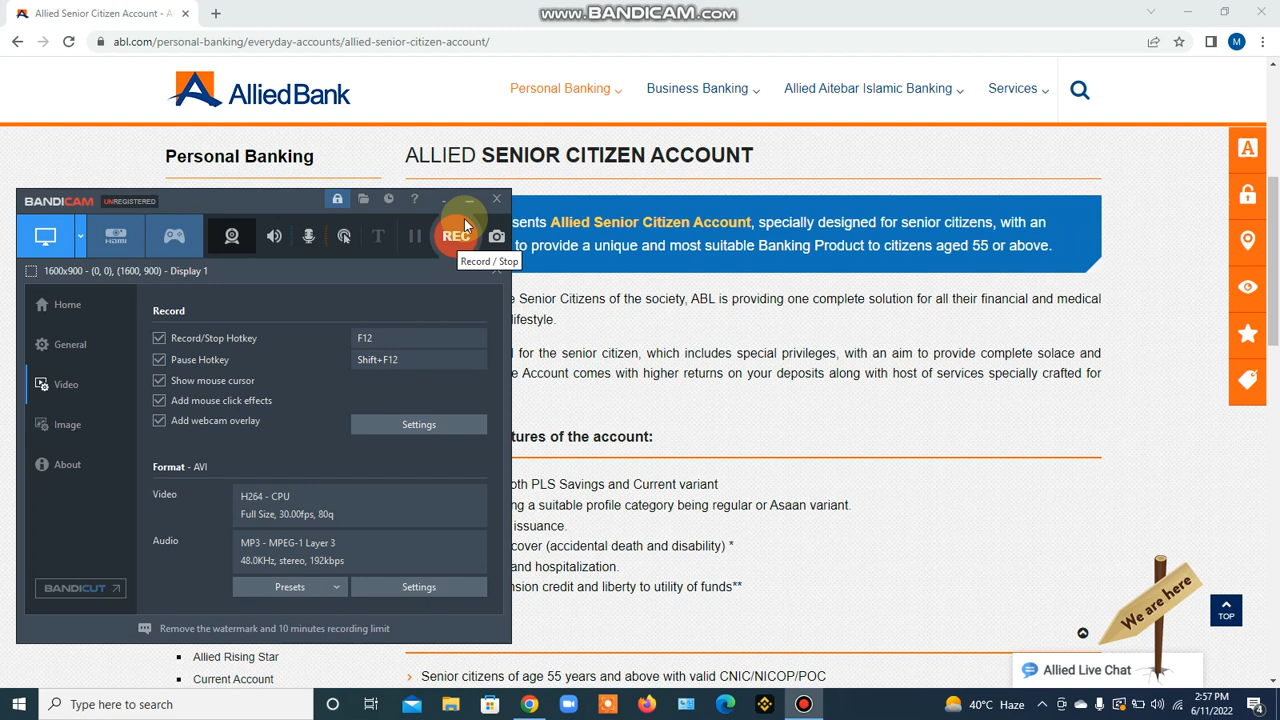 Allied Senior Citizen Account - A
www.BANDICAM.com
abl.com/personal-banking/everyday-accounts/allied-senior-citizen-account/
M
Allied Bank
Personal Banking
Business Banking
Allied Aitebar Islamic Banking
Services
Personal Banking
ALLIED SENIOR CITIZEN ACCOUNT
sents Allied Senior Citizen Account, specially designed for senior citizens, with an
to provide a unique and most suitable Banking Product to citizens aged 55 or above.
e Senior Citizens of the society, ABL is providing one complete solution for all their financial and medical
lifestyle.
d for the senior citizen, which includes special privileges, with an aim to provide complete solace and
e Account comes with higher returns on your deposits along with host of services specially crafted for
tures of the account:
oth PLS Savings and Current variant
ng a suitable profile category being regular or Asaan variant.
issuance.
cover (accidental death and disability) *
and hospitalization.
nsion credit and liberty to utility of funds**
Senior citizens of age 55 years and above with valid CNIC/NICOP/POC
BANDICAM UNREGISTERED
HDMI
REC
Record / Stop
1600x900 - (0, 0), (1600, 900) - Display 1
Home
General
Video
Image
About
Record
Record/Stop Hotkey
F12
Pause Hotkey
Shift+F12
Show mouse cursor
Add mouse click effects
Add webcam overlay
Settings
Format - AVI
Video
H264 - CPU
Full Size, 30.00fps, 80q
Audio
MP3 - MPEG-1 Layer 3
48.0KHz, stereo, 192kbps
Presets
Settings
BANDICUT
Remove the watermark and 10 minutes recording limit
Allied Rising Star
Current Account
A
We are here
TOP
Allied Live Chat
Type here to search
40°C Haze
2:57 PM
6/11/2022
4